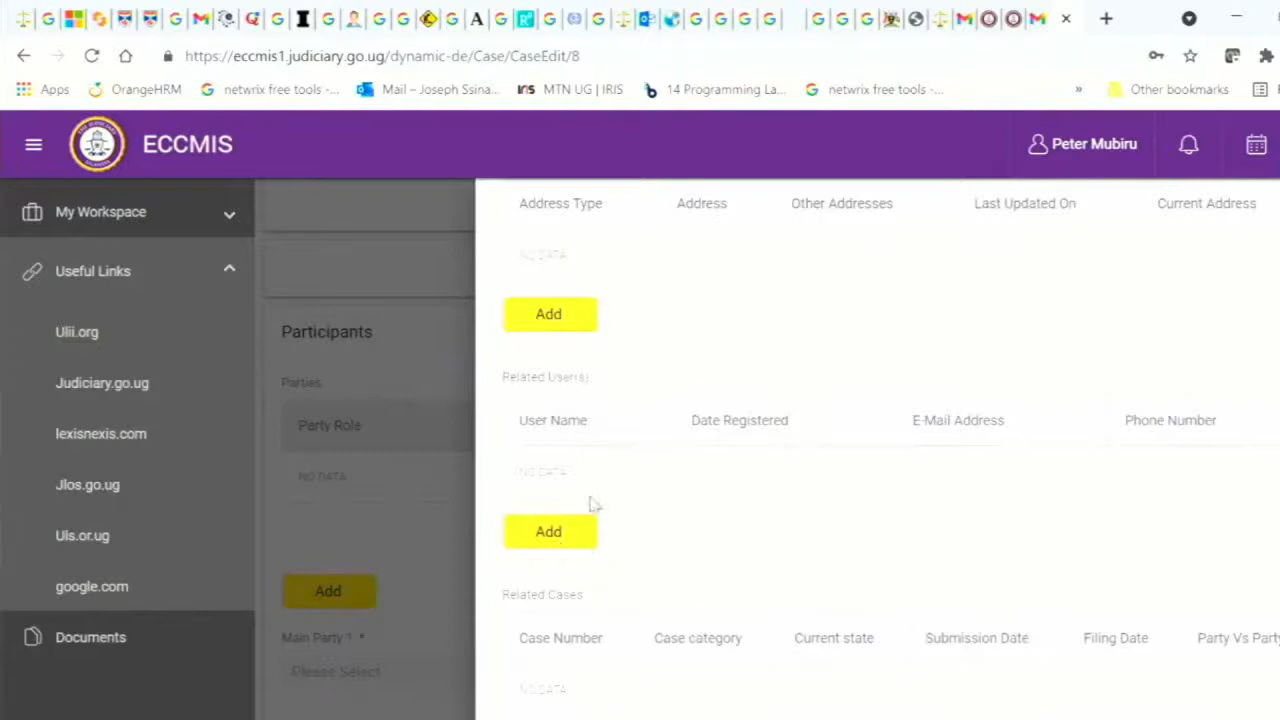 https://eccmis1.judiciary.go.ug/dynamic-de/Case/CaseEdit/8
Apps
OrangeHRM
netwrix free tools -...
Mail – Joseph Ssina...
MTN UG | IRIS
14 Programming La...
netwrix free tools -...
»
Other bookmarks
ECCMIS
Peter Mubiru
My Workspace
Useful Links
Ulii.org
Judiciary.go.ug
lexisnexis.com
Jlos.go.ug
Uls.or.ug
google.com
Documents
Participants
Parties
Party Role
NO DATA
Add
Main Party 1 *
Please Select
Address Type
Address
Other Addresses
Last Updated On
Current Address
NO DATA
Add
Related User(s)
User Name
Date Registered
E-Mail Address
Phone Number
NO DATA
Add
Related Cases
Case Number
Case category
Current state
Submission Date
Filing Date
Party Vs Party
NO DATA